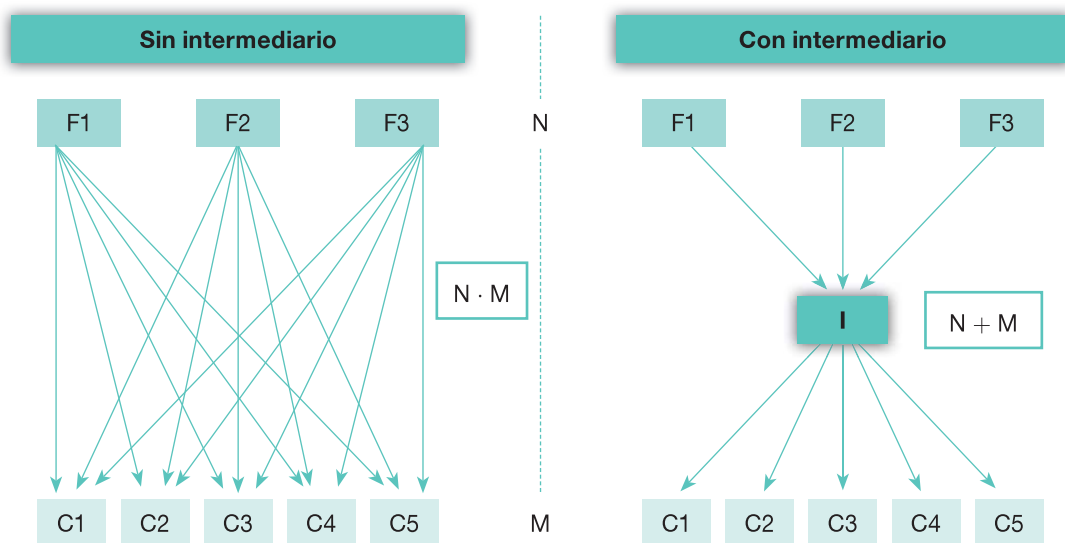 Sin intermediario
Con intermediario
F1 F2 F3 N F1 F2 F3
N · M
I
N + M
C1 C2 C3 C4 C5 M C1 C2 C3 C4 C5